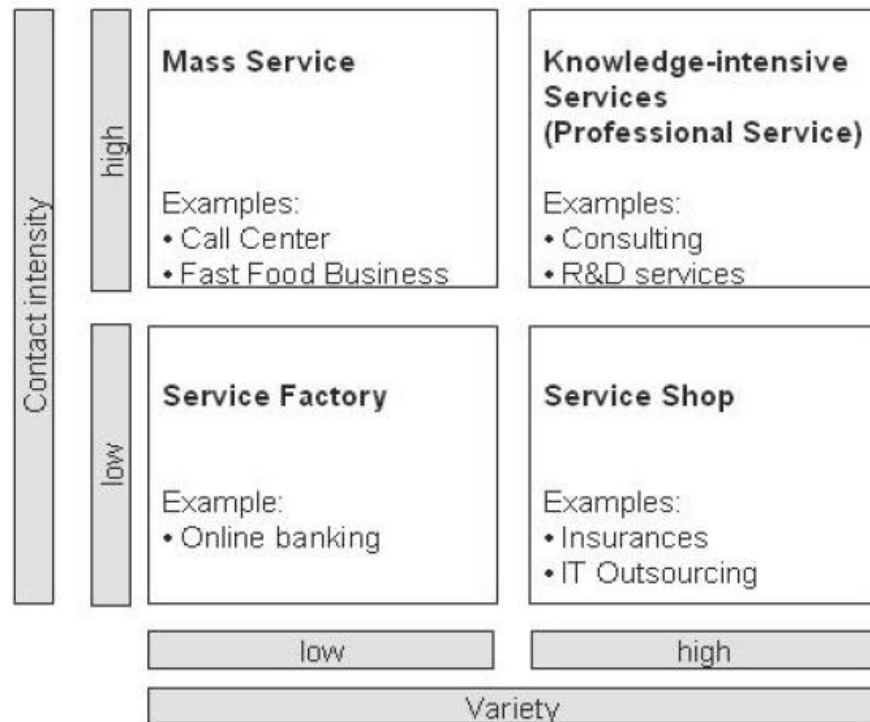 Contact intensity
high
Mass Service
Examples:
• Call Center
• Fast Food Business
Knowledge-intensive
Services
(Professional Service)
Examples:
• Consulting
• R&D services
low
Service Factory
Example:
• Online banking
Service Shop
Examples:
• Insurances
• IT Outsourcing
low
high
Variety